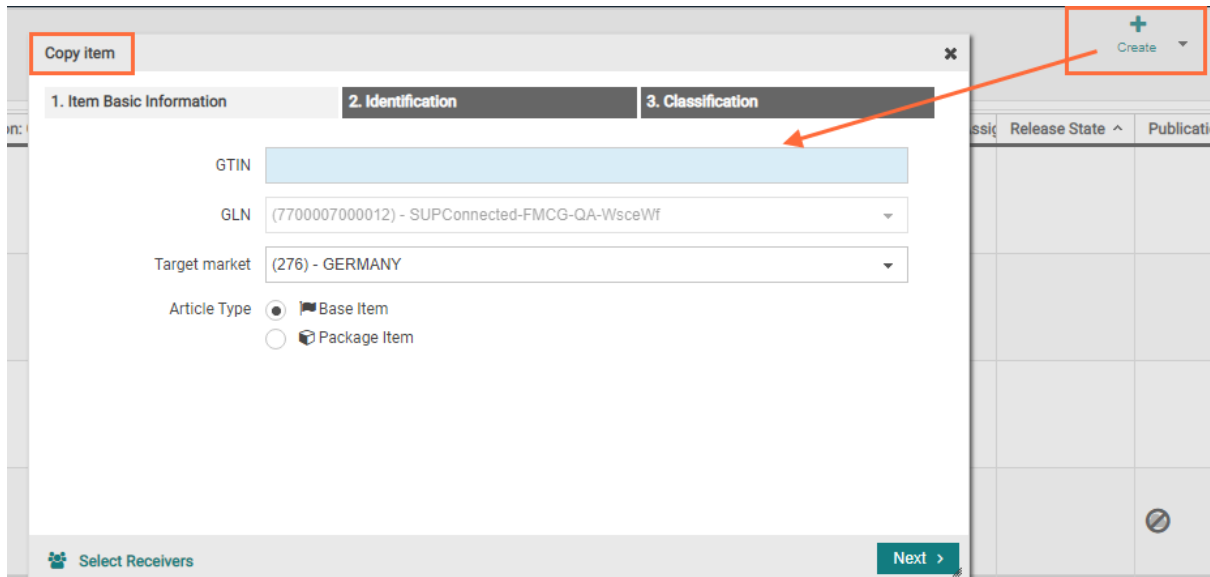 Create
Copy item
1. Item Basic Information 2. Identification 3. Classification
Release State
GTIN
GLN (7700007000012) - SUPConnected-FMCG-QA-WsceWf
Target market (276) - GERMANY
Article Type Base Item
Package Item
Select Receivers Next >